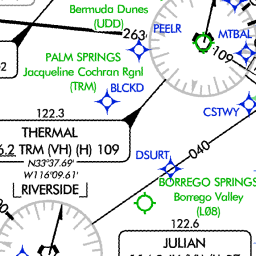 Bermuda Dunes
(UDD)
PEELR
263
MTBAL
109
PALM SPRINGS
Jacqueline Cochran Rgnl
(TRM)
BLCKD
CSTWY
122.3
THERMAL
6.2 TRM (VH) (H) 109
N33°37.69'
W116°09.61'
RIVERSIDE
DSURT
040
BORREGO SPRINGS
Borrego Valley
(L08)
122.6
JULIAN